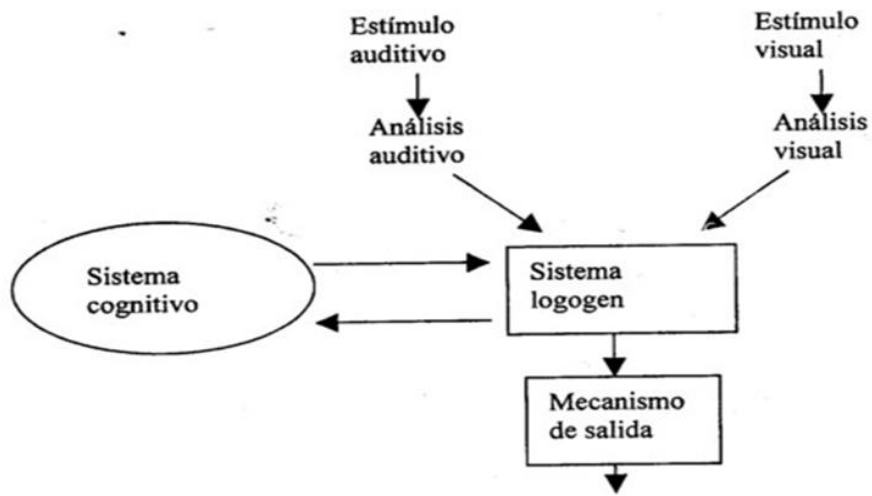 Estímulo
auditivo
Estímulo
visual
Análisis
auditivo
Análisis
visual
Sistema
cognitivo
Sistema
logogen
Mecanismo
de salida